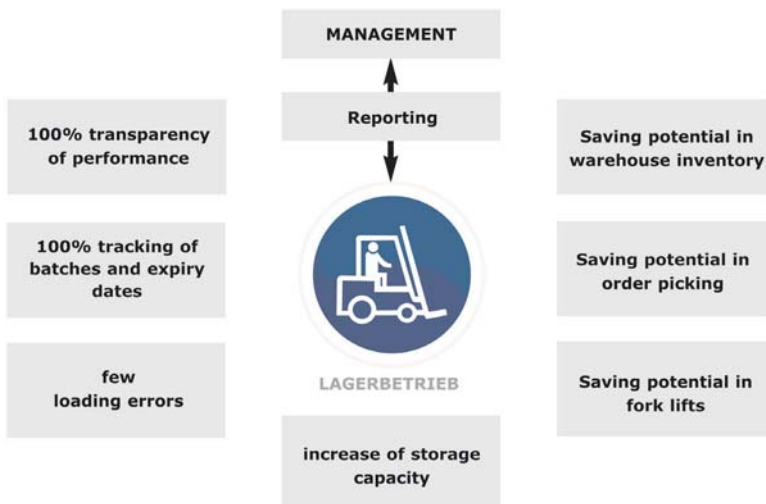 MANAGEMENT
Reporting
100% transparency
of performance
100% tracking of
batches and expiry
dates
few
loading errors
LAGERBETRIEB
increase of storage
capacity
Saving potential in
warehouse inventory
Saving potential in
order picking
Saving potential in
fork lifts